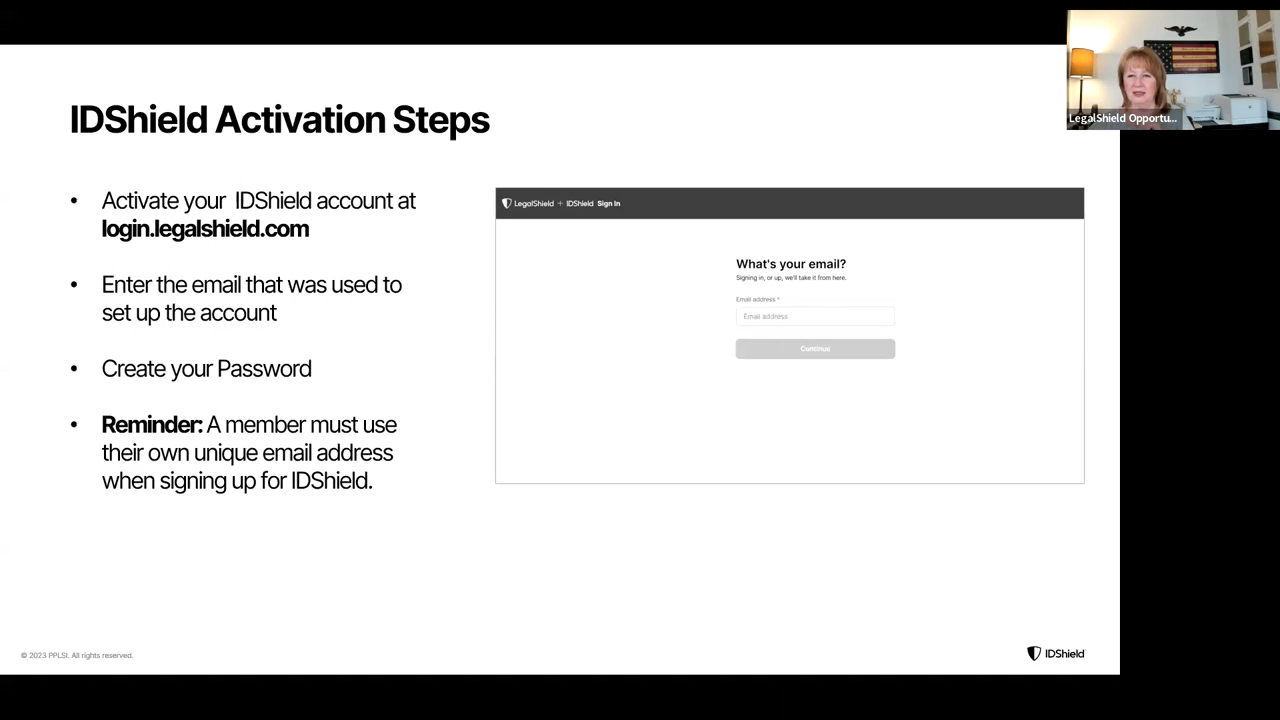 IDShield Activation Steps
• Activate your IDShield account at
login.legalshield.com
• Enter the email that was used to
set up the account
• Create your Password
• Reminder: A member must use
their own unique email address
when signing up for IDShield.
LegalShield + IDShield Sign In
What's your email?
Signing in, or up, we'll take it from here.
Email address *
Email address
Continue
LegalShield Opportu...
© 2023 PPLSI. All rights reserved.
IDShield